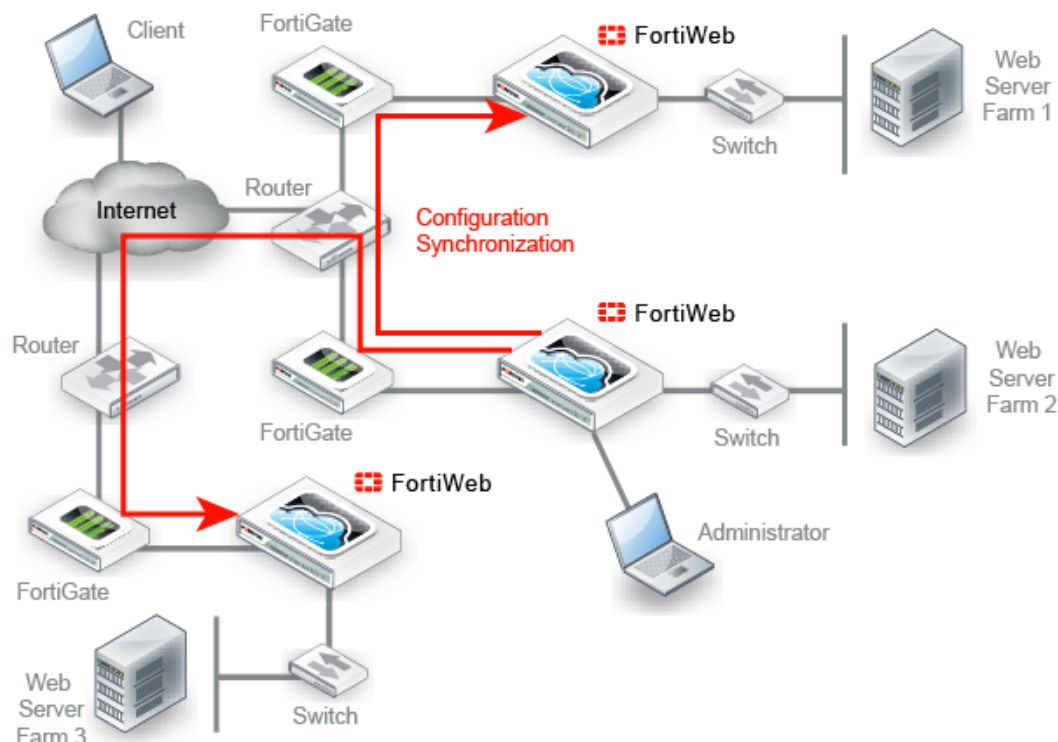 Client
FortiGate
FortiWeb
Web
Server
Farm 1
Switch
Router
Internet
Configuration
Synchronization
FortiWeb
Router
Web
Server
Farm 2
FortiGate
Switch
FortiWeb
Administrator
FortiGate
Web
Server
Farm 3
Switch